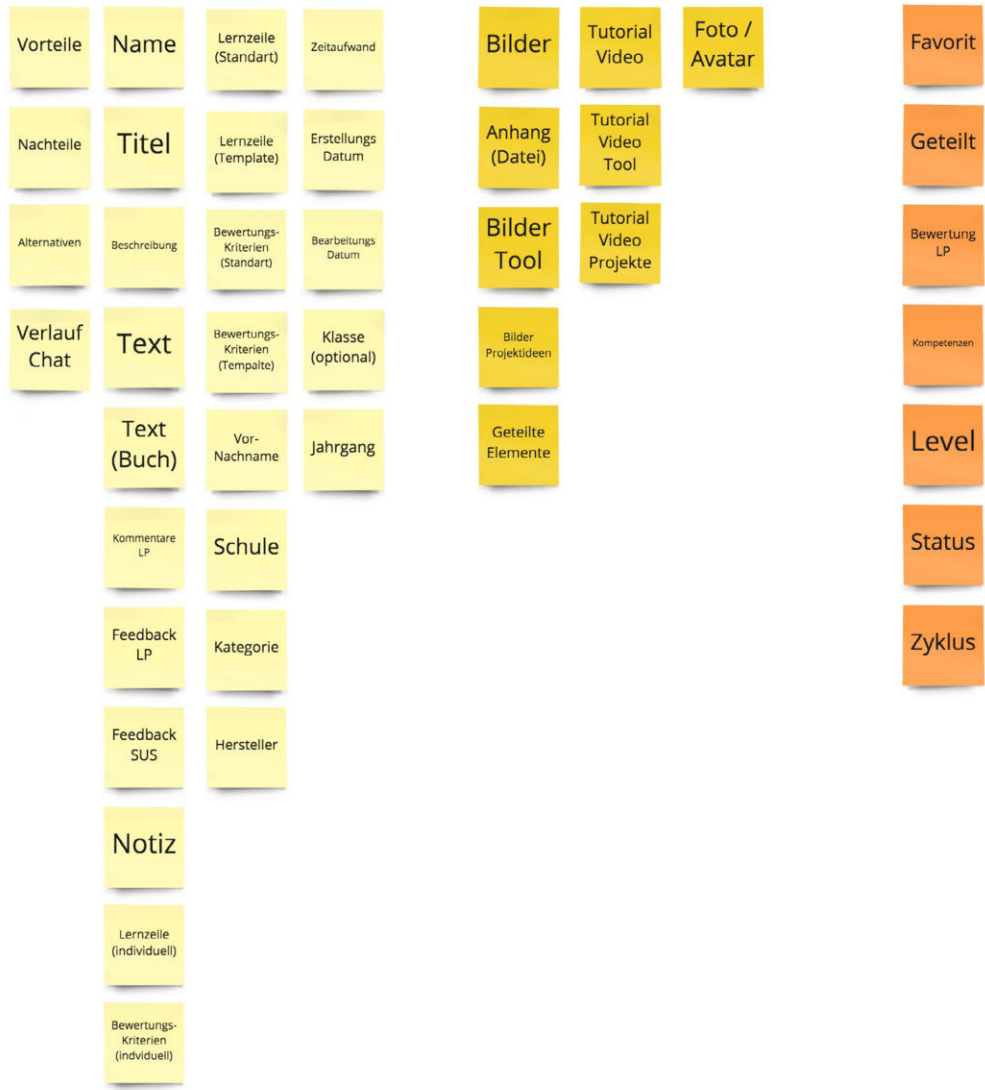 Vorteile
Nachteile
Alternativen
Verlauf
Chat
Name
Titel
Beschreibung
Text
Text
(Buch)
Kommentare
LP
Feedback
LP
Feedback
SUS
Notiz
Lernzeile
(individuell)
Bewertungs-
Kriterien
(indviduell)
Lernzeile
(Standart)
Lernzeile
(Template)
Bewertungs-
Kriterien
(Standart)
Bewertungs-
Kriterien
(Tempalte)
Vor-
Nachname
Schule
Kategorie
Hersteller
Zeitaufwand
Erstellungs
Datum
Bearbeitungs
Datum
Klasse
(optional)
Jahrgang
Bilder
Anhang
(Datei)
Bilder
Tool
Bilder
Projektideen
Geteilte
Elemente
Tutorial
Video
Tutorial
Video
Tool
Tutorial
Video
Projekte
Foto /
Avatar
Favorit
Geteilt
Bewertung
LP
Kompetenzen
Level
Status
Zyklus